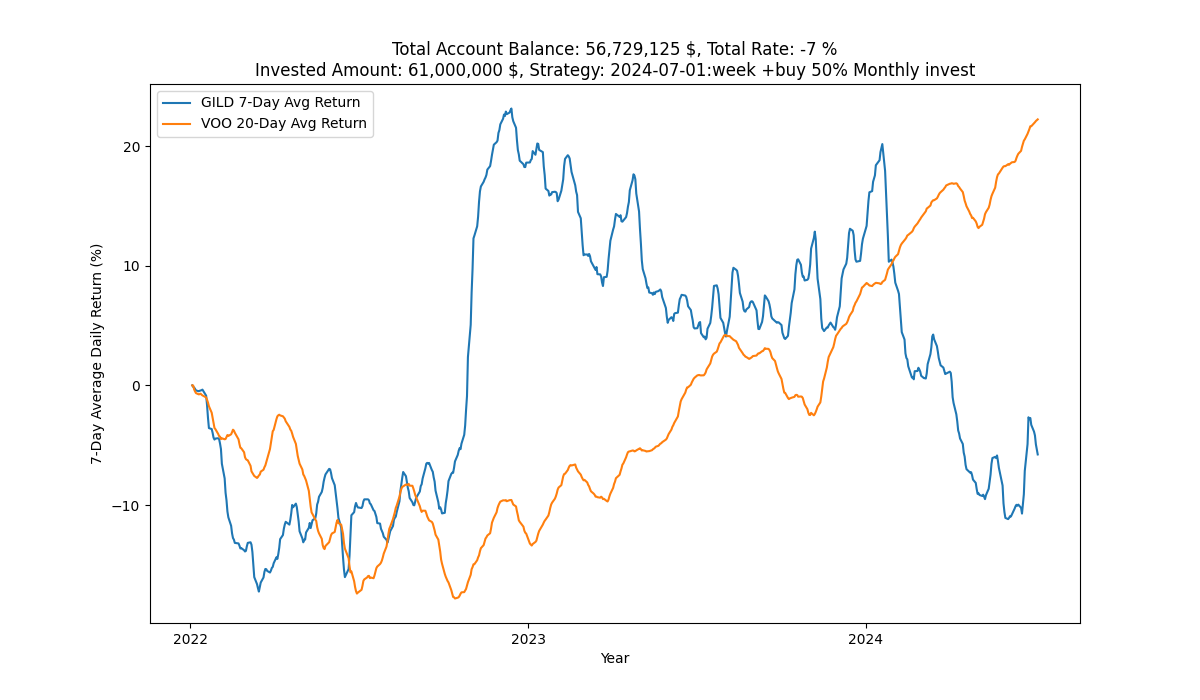 Total Account Balance: 56,729,125 $, Total Rate: -7 %
Invested Amount: 61,000,000 $, Strategy: 2024-07-01:week +buy 50% Monthly invest
GILD 7-Day Avg Return
VOO 20-Day Avg Return
7-Day Average Daily Return (%)
20
10
0
−10
2022
2023
2024
Year